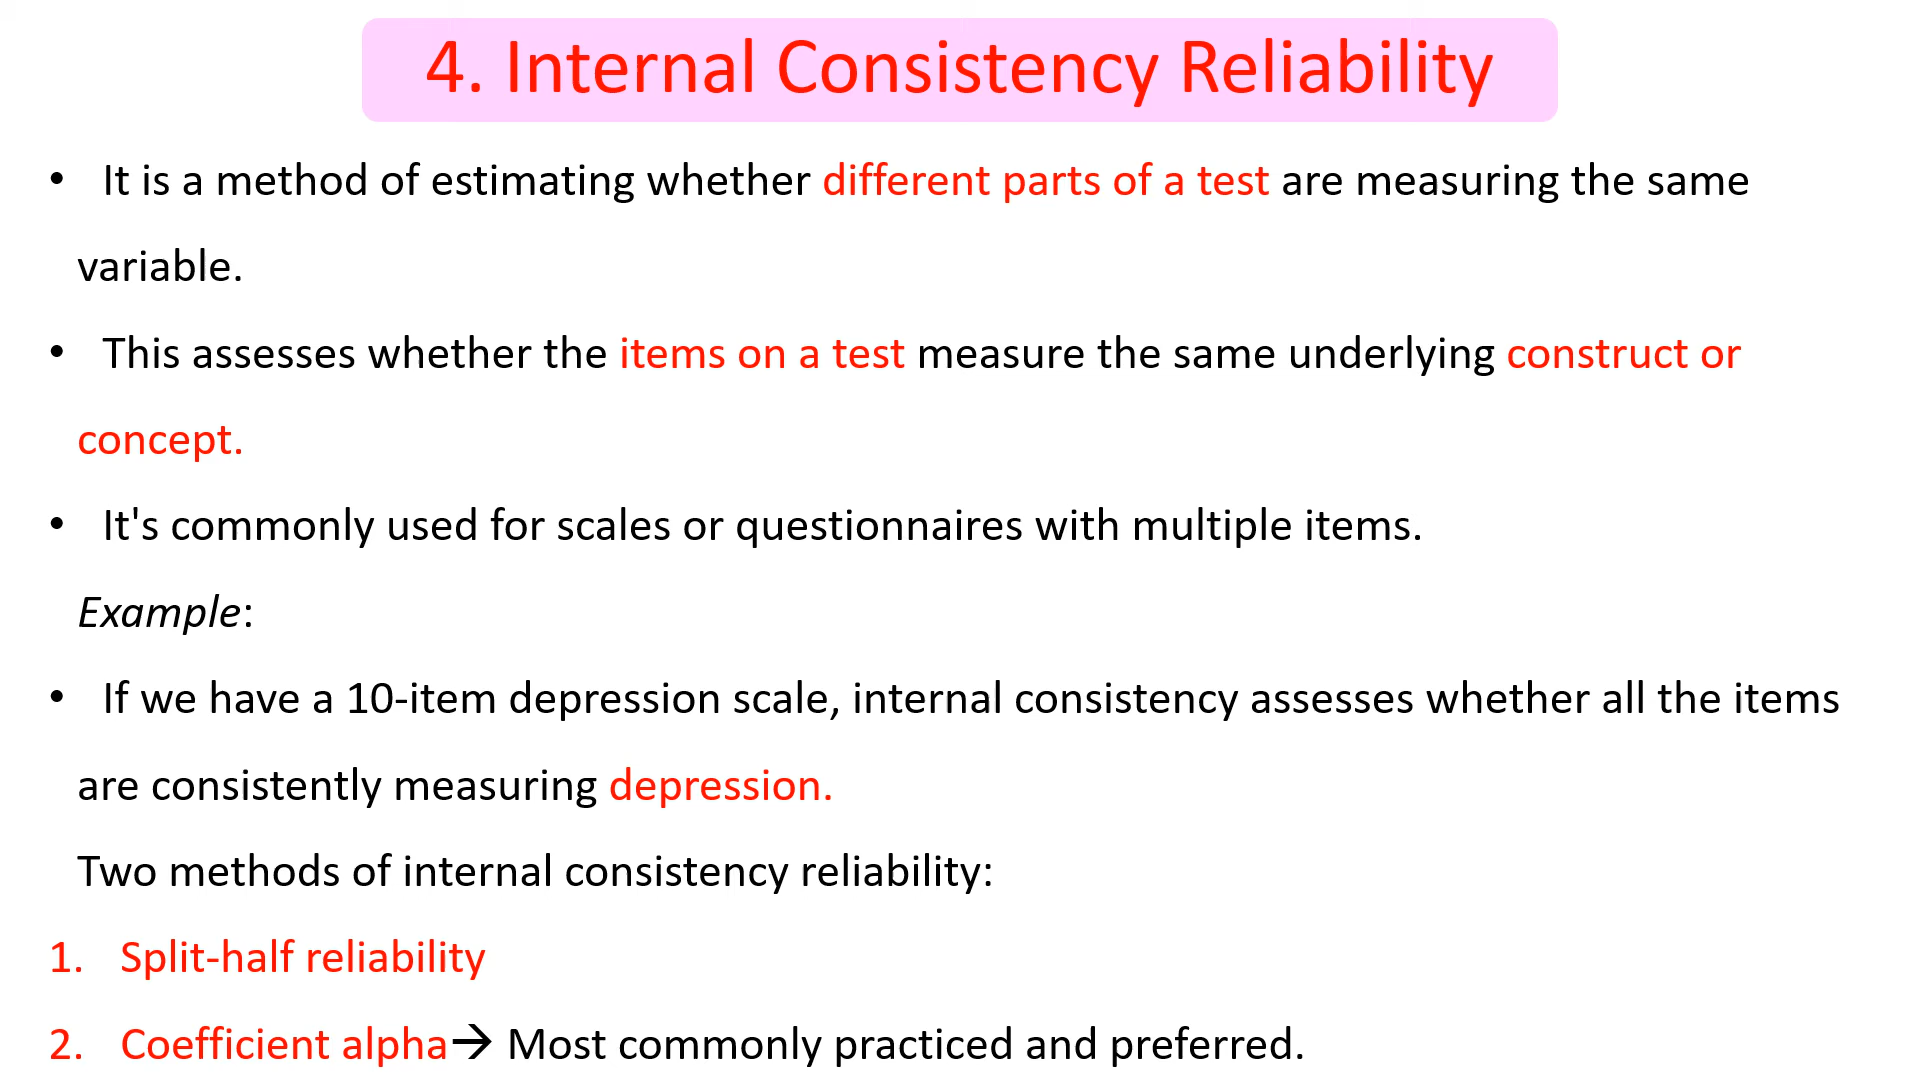 4. Internal Consistency Reliability
• It is a method of estimating whether different parts of a test are measuring the same
variable.
• This assesses whether the items on a test measure the same underlying construct or
concept.
• It's commonly used for scales or questionnaires with multiple items.
Example:
• If we have a 10-item depression scale, internal consistency assesses whether all the items
are consistently measuring depression.
Two methods of internal consistency reliability:
1. Split-half reliability
2. Coefficient alpha→ Most commonly practiced and preferred.